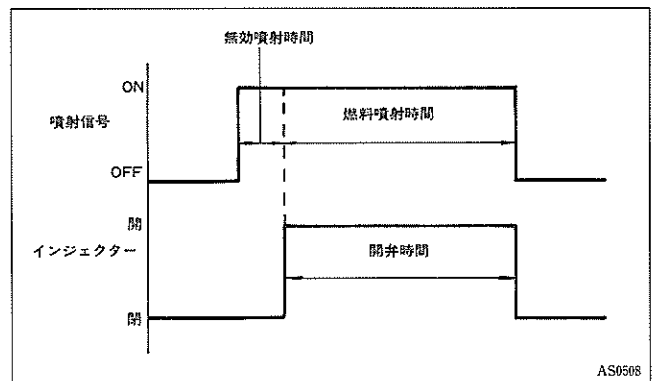 無効噴射時間
ON
噴射信号
燃料噴射時間
OFF
開
インジェクター
開弁時間
閉
AS0508